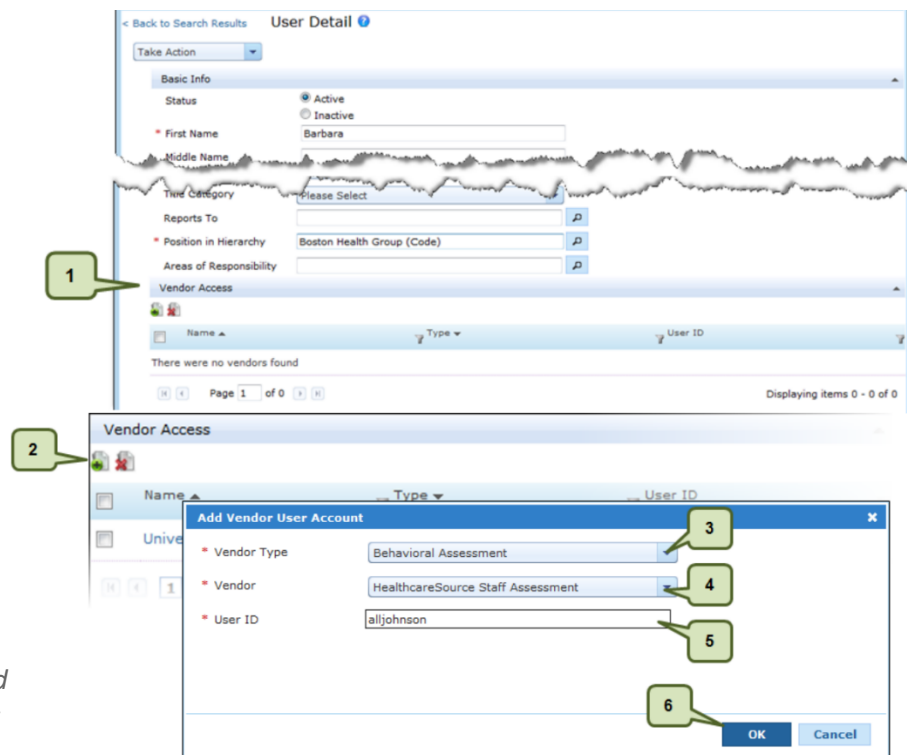 < Back to Search Results User Detail
Take Action
Basic Info
Status Active
Inactive
* First Name Barbara
Middle Name
Title Category Please Select
Reports To
* Position in Hierarchy Boston Health Group (Code)
Areas of Responsibility
1
Vendor Access
Name Type User ID
There were no vendors found
Page 1 of 0 Displaying items 0 - 0 of 0
Vendor Access
2
Name Type User ID
Add Vendor User Account
3
Unive
* Vendor Type Behavioral Assessment
1
* Vendor HealthcareSource Staff Assessment
4
* User ID alljohnson
5
d
6
OK Cancel